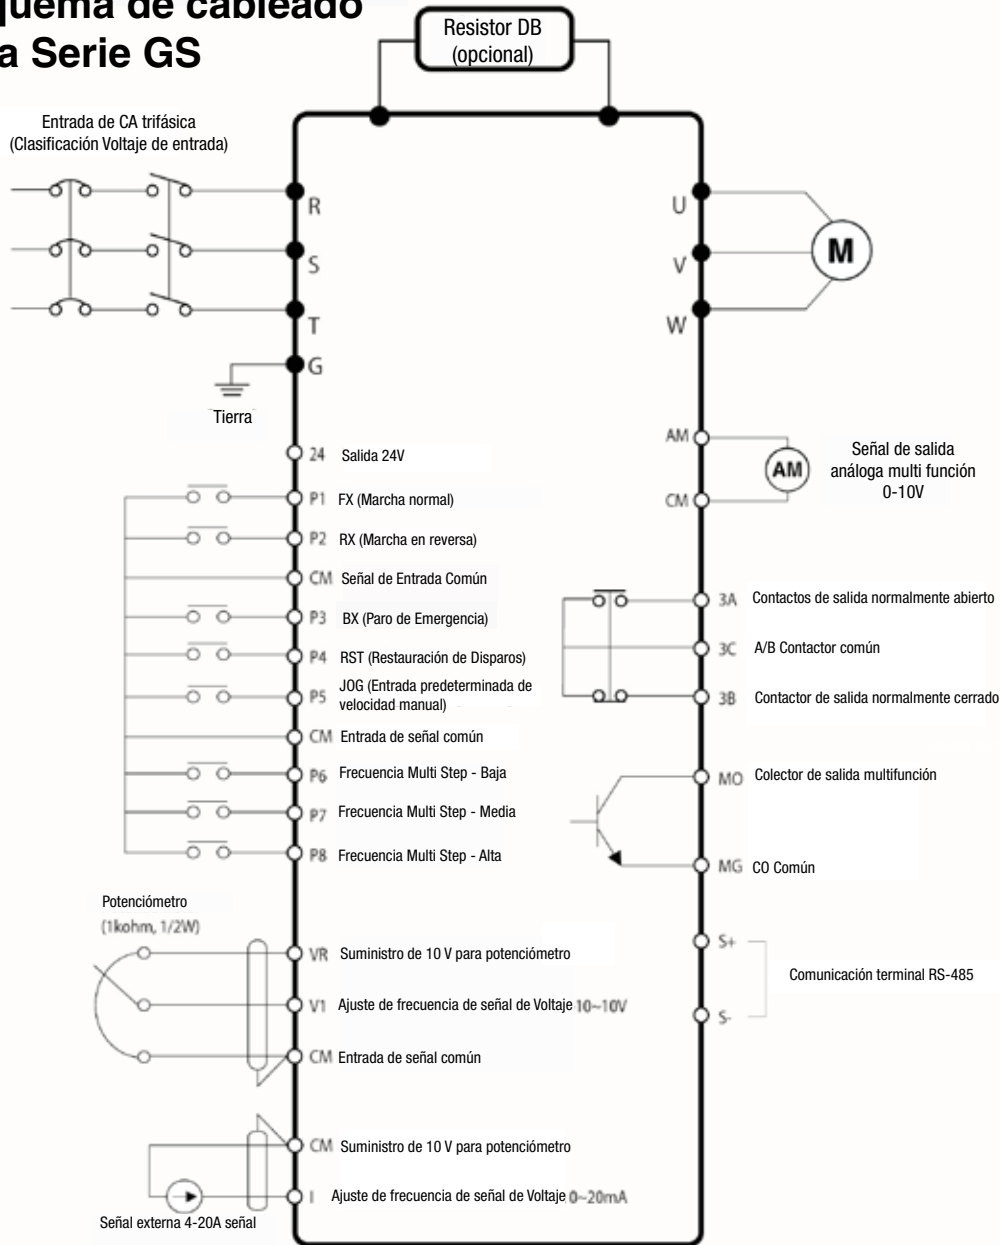 quema de cableado
a Serie GS
Resistor DB
(opcional)
Entrada de CA trifásica
(Clasificación Voltaje de entrada)
R
S
T
G
Tierra
U
V
W
M
24 Salida 24V
P1 FX (Marcha normal)
P2 RX (Marcha en reversa)
CM Señal de Entrada Común
P3 BX (Paro de Emergencia)
P4 RST (Restauración de Disparos)
P5 JOG (Entrada predeterminada de
velocidad manual)
CM Entrada de señal común
P6 Frecuencia Multi Step - Baja
P7 Frecuencia Multi Step - Media
P8 Frecuencia Multi Step - Alta
Potenciómetro
(1kohm, 1/2W)
VR Suministro de 10 V para potenciómetro
V1 Ajuste de frecuencia de señal de Voltaje 10~10V
CM Entrada de señal común
CM Suministro de 10 V para potenciómetro
I Ajuste de frecuencia de señal de Voltaje 0~20mA
Señal externa 4-20A señal
AM
AM
CM
Señal de salida
análoga multi función
0-10V
3A Contactos de salida normalmente abierto
3C A/B Contactor común
3B Contactor de salida normalmente cerrado
MO Colector de salida multifunción
MG CO Común
S+
Comunicación terminal RS-485
S-